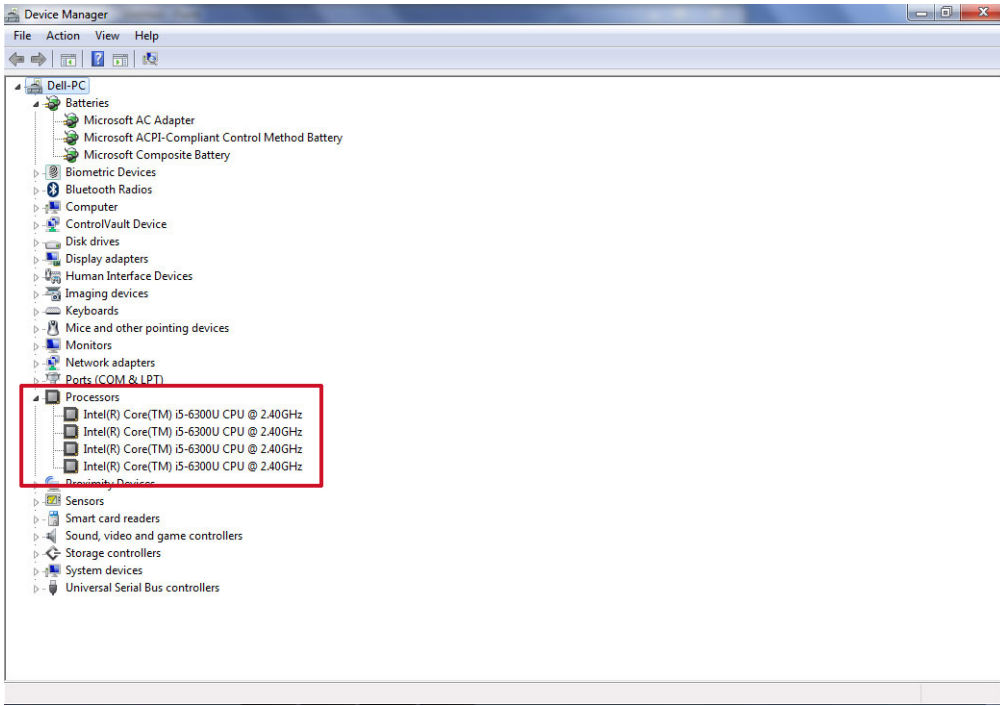 Device Manager
File Action View Help
Dell-PC
Batteries
Microsoft AC Adapter
Microsoft ACPI-Compliant Control Method Battery
Microsoft Composite Battery
Biometric Devices
Bluetooth Radios
Computer
ControlVault Device
Disk drives
Display adapters
Human Interface Devices
Imaging devices
Keyboards
Mice and other pointing devices
Monitors
Network adapters
Ports (COM & LPT)
Processors
Intel(R) Core(TM) i5-6300U CPU @ 2.40GHz
Intel(R) Core(TM) i5-6300U CPU @ 2.40GHz
Intel(R) Core(TM) i5-6300U CPU @ 2.40GHz
Intel(R) Core(TM) i5-6300U CPU @ 2.40GHz
Proximity Devices
Sensors
Smart card readers
Sound, video and game controllers
Storage controllers
System devices
Universal Serial Bus controllers